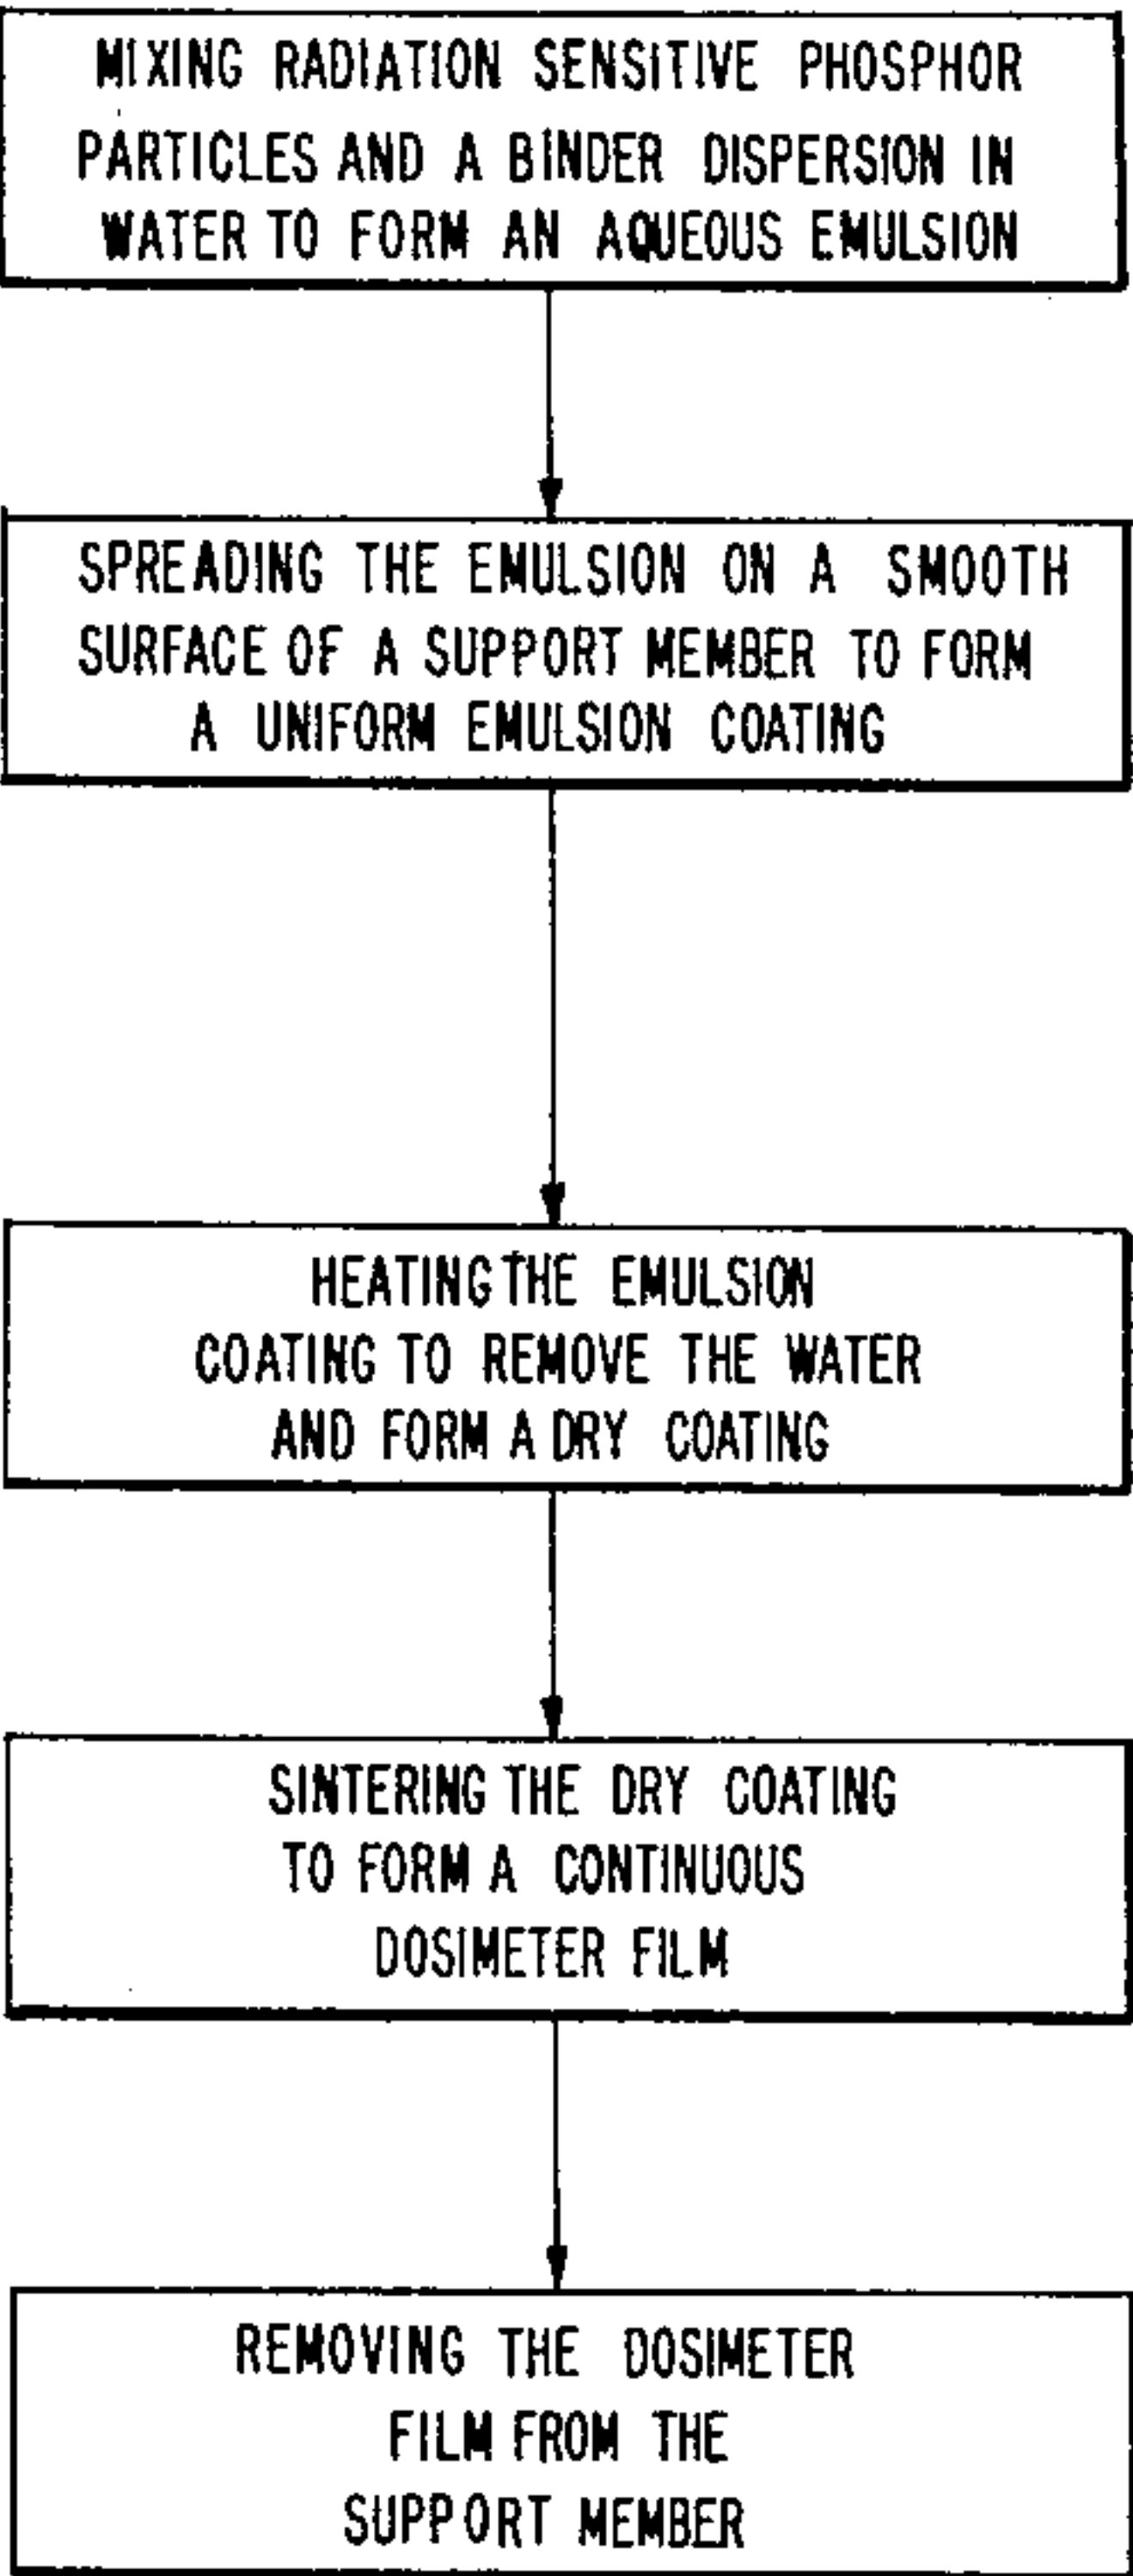 MIXING RADIATION SENSITIVE PHOSPHOR
PARTICLES AND A BINDER DISPERSION IN
WATER TO FORM AN AQUEOUS EMULSION
SPREADING THE EMULSION ON A SMOOTH
SURFACE OF A SUPPORT MEMBER TO FORM
A UNIFORM EMULSION COATING
HEATING THE EMULSION
COATING TO REMOVE THE WATER
AND FORM A DRY COATING
SINTERING THE DRY COATING
TO FORM A CONTINUOUS
DOSIMETER FILM
REMOVING THE DOSIMETER
FILM FROM THE
SUPPORT MEMBER